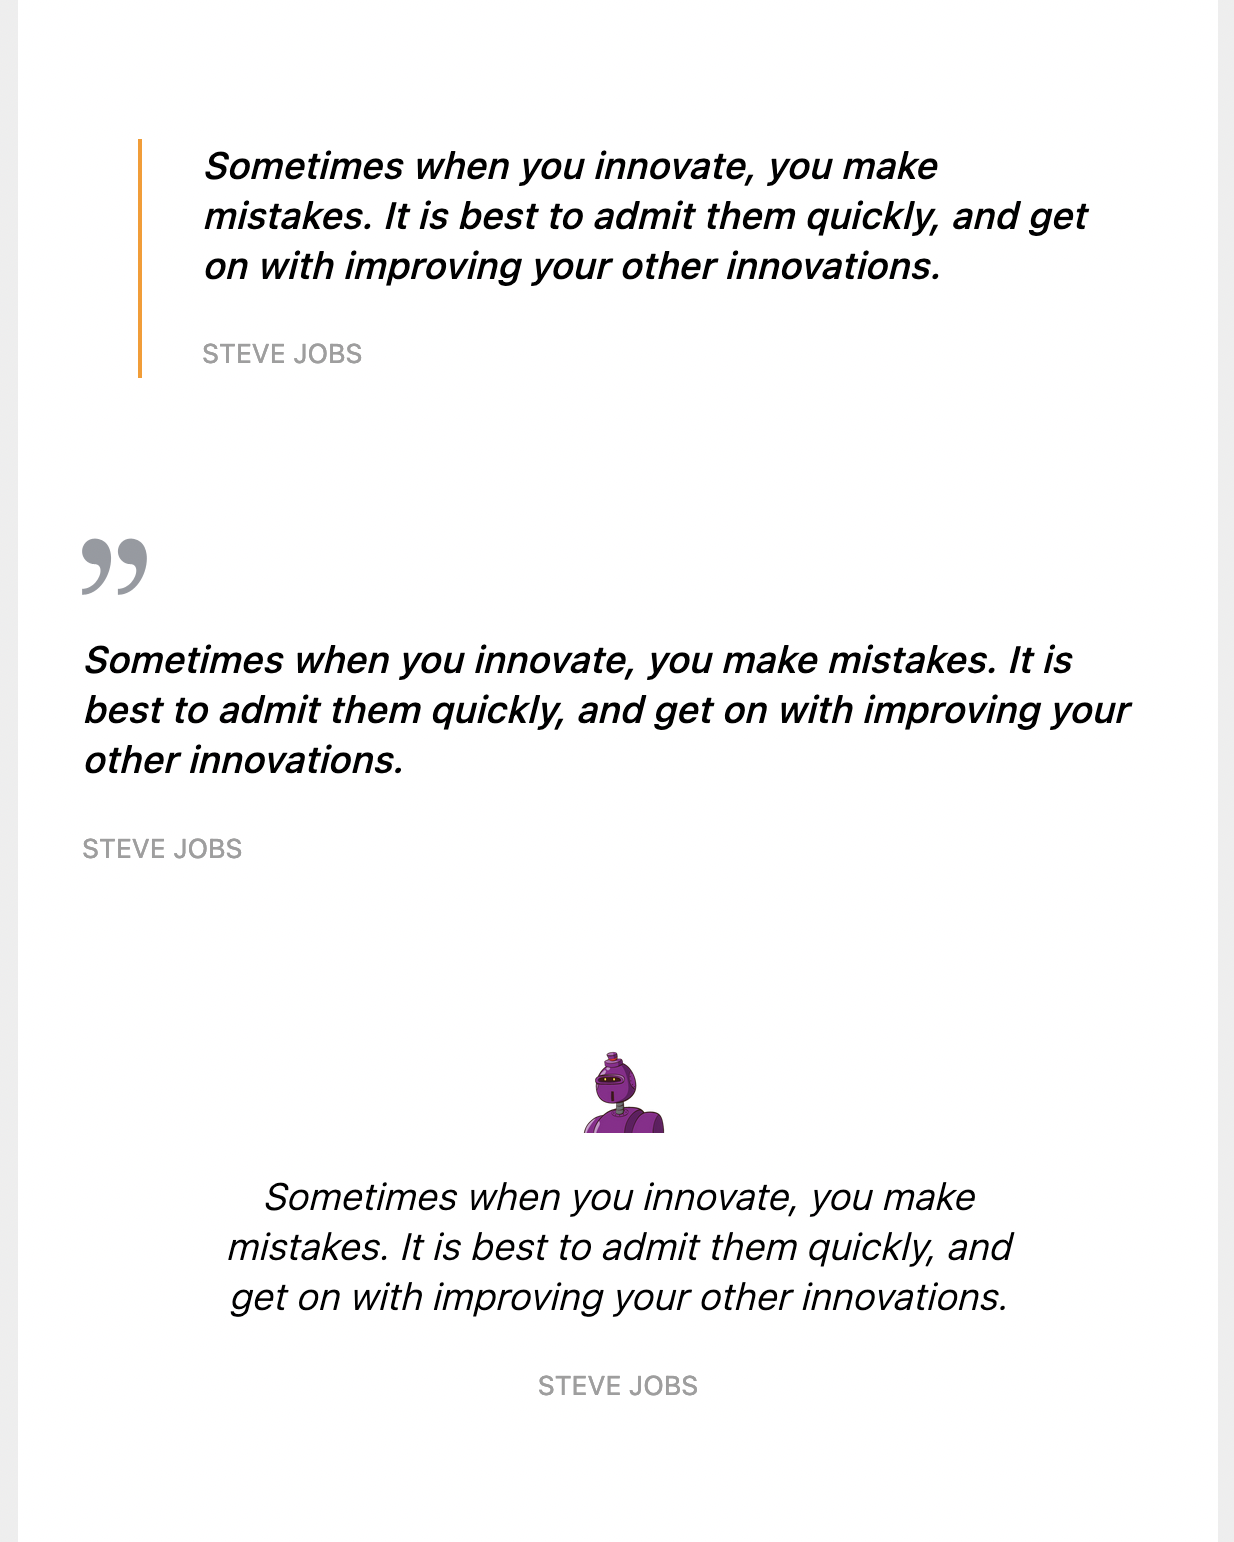 Sometimes when you innovate, you make
mistakes. It is best to admit them quickly, and get
on with improving your other innovations.
STEVE JOBS
”
Sometimes when you innovate, you make mistakes. It is
best to admit them quickly, and get on with improving your
other innovations.
STEVE JOBS
Sometimes when you innovate, you make
mistakes. It is best to admit them quickly, and
get on with improving your other innovations.
STEVE JOBS